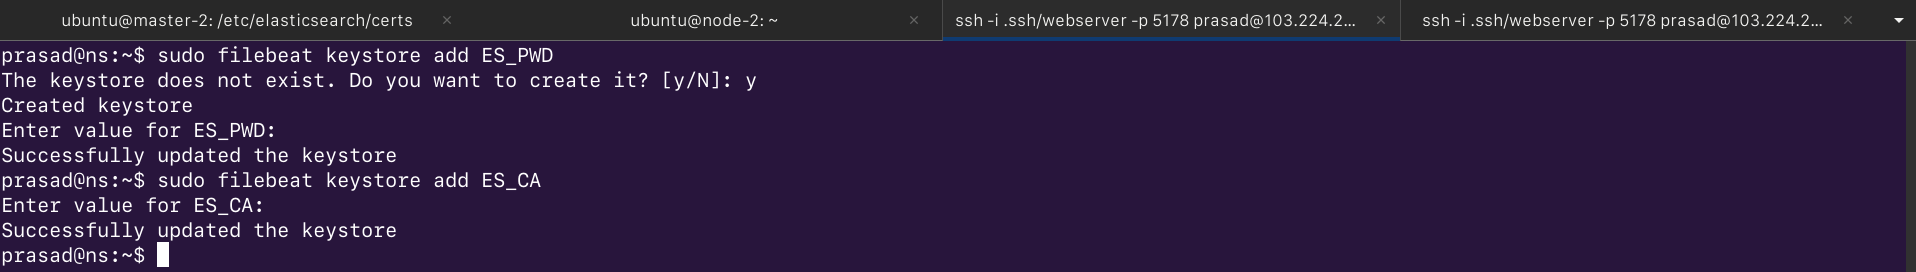 ubuntu@master-2: /etc/elasticsearch/certs × ubuntu@node-2: ~ × ssh -i .ssh/webserver -p 5178 prasad@103.224.2... × ssh -i .ssh/webserver -p 5178 prasad@103.224.2... ×
prasad@ns:~$ sudo filebeat keystore add ES_PWD
The keystore does not exist. Do you want to create it? [y/N]: y
Created keystore
Enter value for ES_PWD:
Successfully updated the keystore
prasad@ns:~$ sudo filebeat keystore add ES_CA
Enter value for ES_CA:
Successfully updated the keystore
prasad@ns:~$